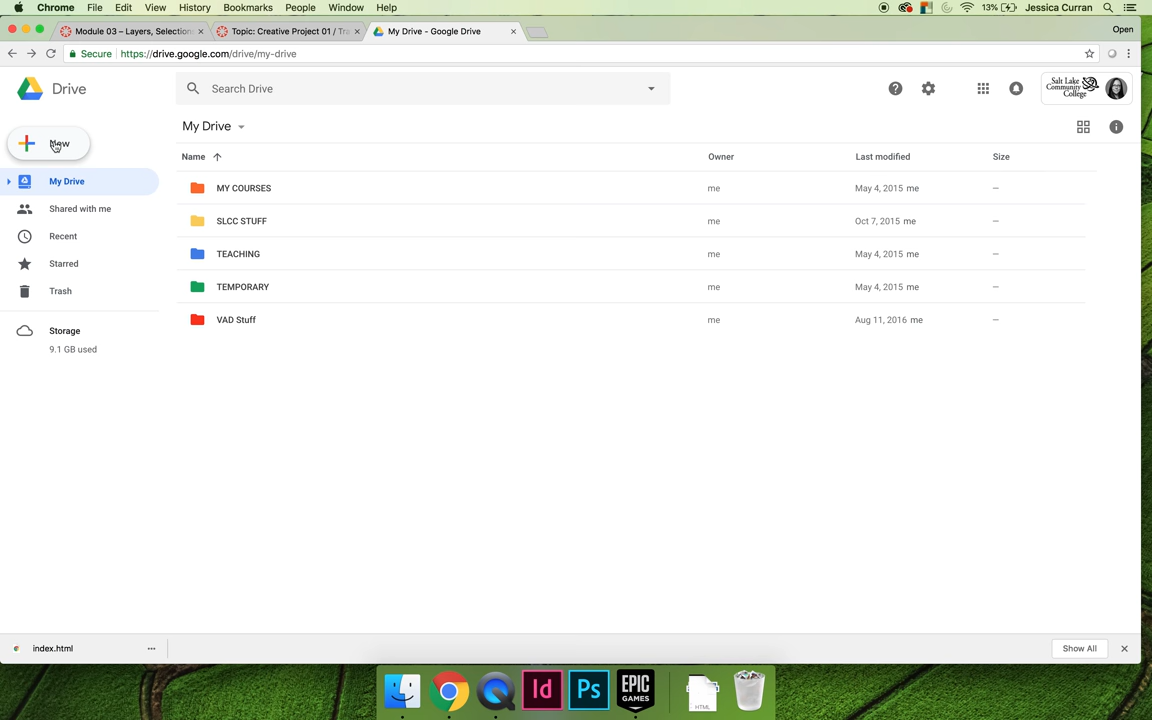 Chrome File Edit View History Bookmarks People Window Help 13% Jessica Curran
Module 03 – Layers, Selection × Topic: Creative Project 01 / Tra × My Drive - Google Drive × Open
Secure https://drive.google.com/drive/my-drive
Drive Search Drive Salt Lake Community College
New My Drive
Name Owner Last modified Size
My Drive MY COURSES me May 4, 2015 me –
Shared with me SLCC STUFF me Oct 7, 2015 me –
Recent TEACHING me May 4, 2015 me –
Starred TEMPORARY me May 4, 2015 me –
Trash VAD Stuff me Aug 11, 2016 me –
Storage
9.1 GB used
index.html Show All
Id Ps EPIC GAMES HTML